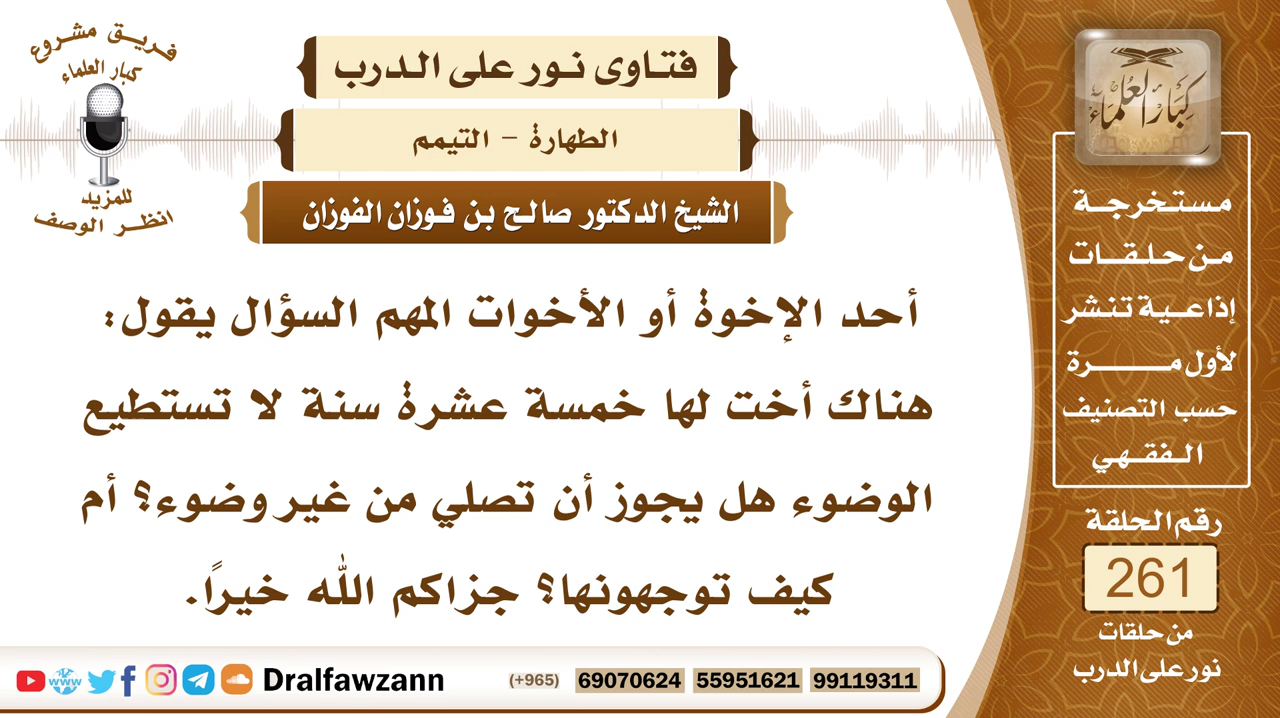 فريق مشروع
كبار العلماء
للمزيد
انظر الوصف
فتاوى نور على الدرب
الطهارة - التيمم
الشيخ الدكتور صالح بن فوزان الفوزان
أحد الإخوة أو الأخوات المهم السؤال يقول:
هناك أخت لها خمسة عشرة سنة لا تستطيع
الوضوء هل يجوز أن تصلي من غير وضوء؟ أم
كيف توجهونها؟ جزاكم الله خيرًا.
كبار العلماء
مستخرجة
من حلقات
إذاعية تنشر
لأول مرة
حسب التصنيف
الفقهي
رقم الحلقة
261
من حلقات
نور على الدرب
www
Dralfawzann (+965) 69070624 55951621 99119311